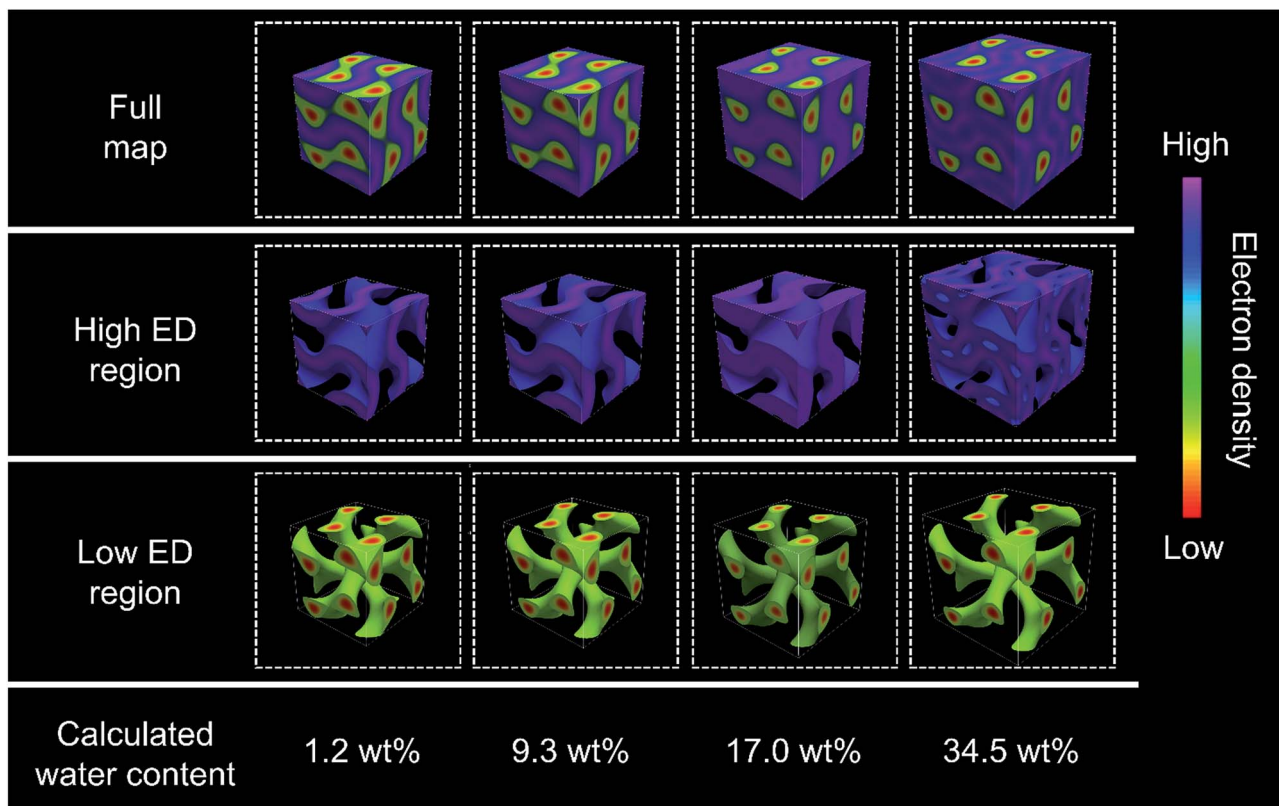 Full
map
High ED
region
Low ED
region
Calculated
water content
1.2 wt%
9.3 wt%
17.0 wt%
34.5 wt%
High
Electron density
Low